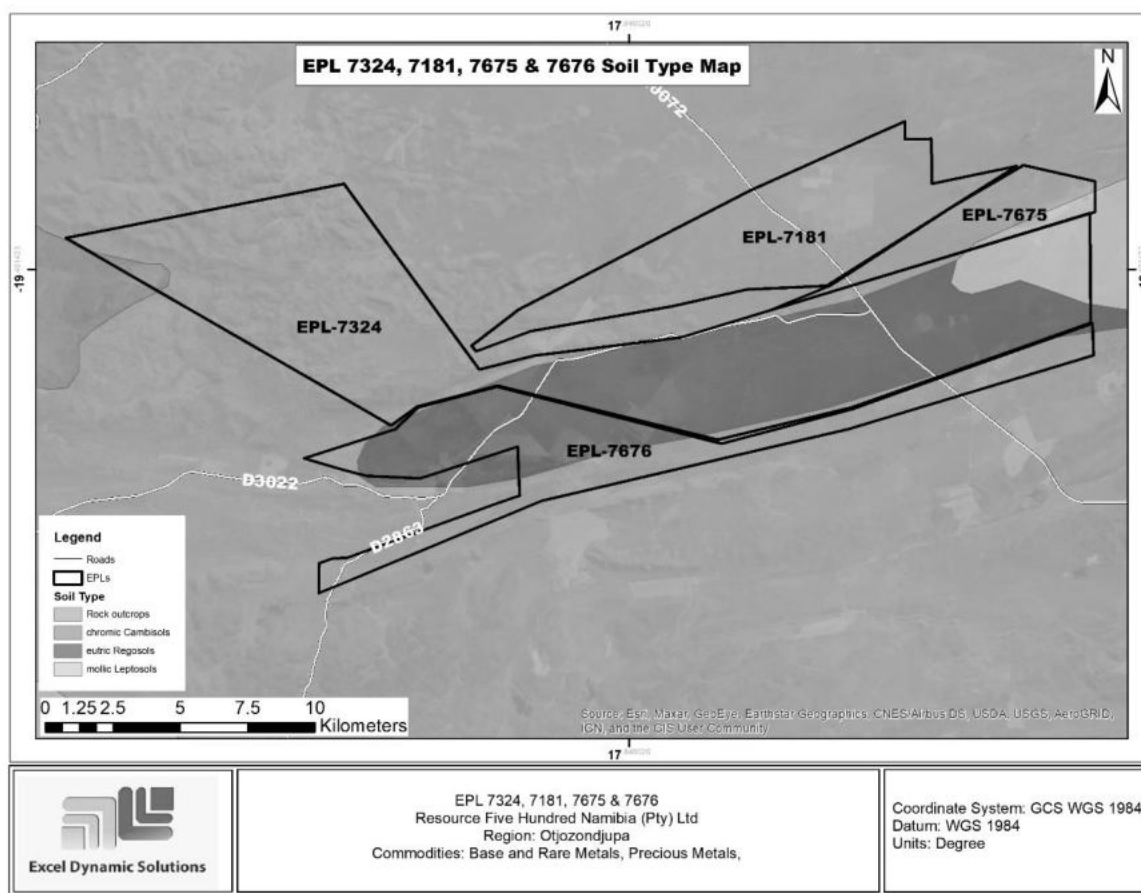 17
EPL 7324, 7181, 7675 & 7676 Soil Type Map
N
EPL-7675
EPL-7181
-19
EPL-7324
EPL-7676
D3022
D2863
Legend
Roads
EPLs
Soil Type
Rock outcrops
chromic Cambisols
eutric Regosols
mollic Leptosols
0 1.25 2.5 5 7.5 10
Kilometers
Source: Esri, Maxar, GeoEye, Earthstar Geographics, CNES/Airbus DS, USDA, USGS, AeroGRID,
IGN, and the GIS User Community
17
Excel Dynamic Solutions
EPL 7324, 7181, 7675 & 7676
Resource Five Hundred Namibia (Pty) Ltd
Region: Otjozondjupa
Commodities: Base and Rare Metals, Precious Metals,
Coordinate System: GCS WGS 1984
Datum: WGS 1984
Units: Degree